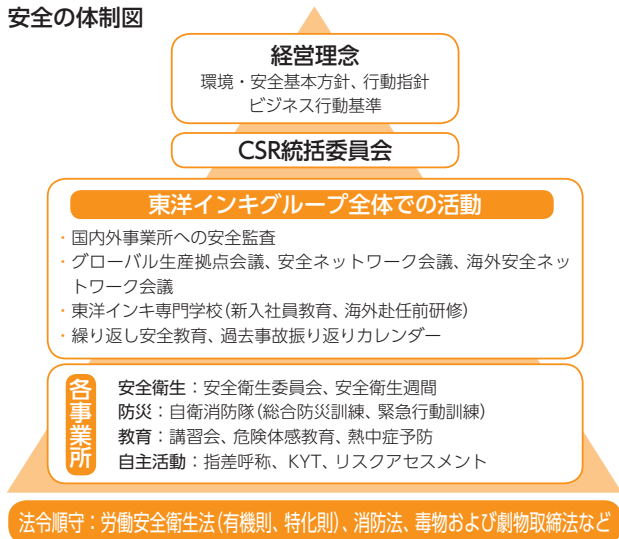 安全の体制図
経営理念
環境・安全基本方針、行動指針
ビジネス行動基準
CSR統括委員会
東洋インキグループ全体での活動
・国内外事業所への安全監査
・グローバル生産拠点会議、安全ネットワーク会議、海外安全ネッ
トワーク会議
・東洋インキ専門学校(新入社員教育、海外赴任前研修)
・繰り返し安全教育、過去事故振り返りカレンダー
各事業所
安全衛生：安全衛生委員会、安全衛生週間
防災：自衛消防隊(総合防災訓練、緊急行動訓練)
教育：講習会、危険体感教育、熱中症予防
自主活動：指差呼称、KYT、リスクアセスメント
法令順守：労働安全衛生法(有機則、特化則)、消防法、毒物および劇物取締法など